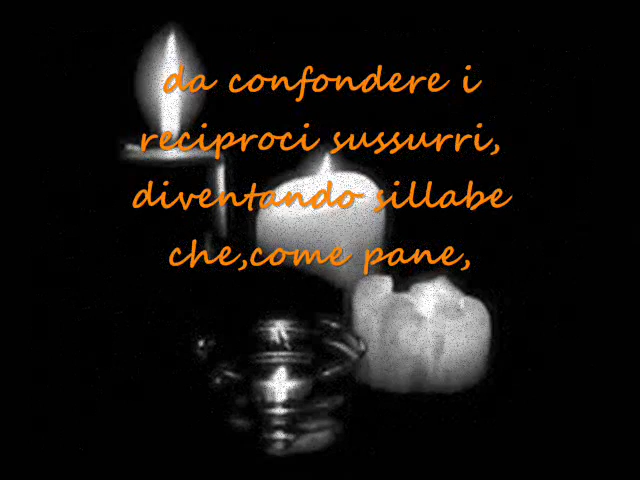 da confondere i
reciproci sussurri,
diventando sillabe
che,come pane,